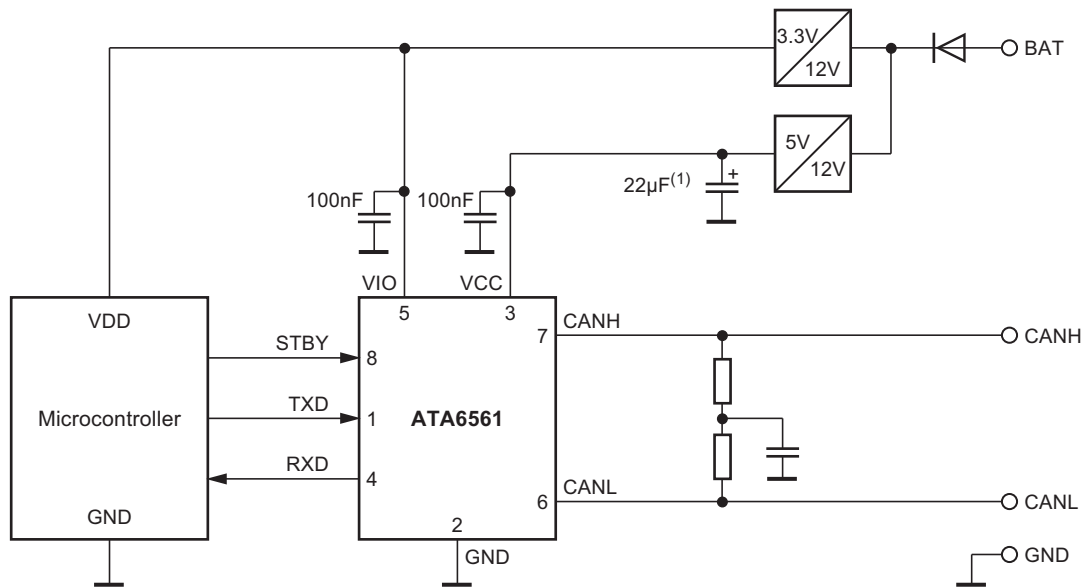 3.3V
12V
BAT
5V
12V
22µF(1)
+
100nF
100nF
VIO
VCC
5
3
VDD
CANH
7
CANH
STBY
8
Microcontroller
TXD
1
ATA6561
RXD
4
CANL
6
CANL
GND
2
GND
GND